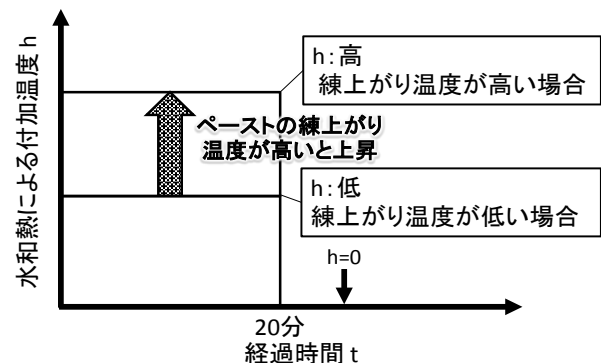 水和熱による付加温度 h
h：高
練上がり温度が高い場合
ペーストの練上がり
温度が高いと上昇
h：低
練上がり温度が低い場合
h=0
20分
経過時間 t